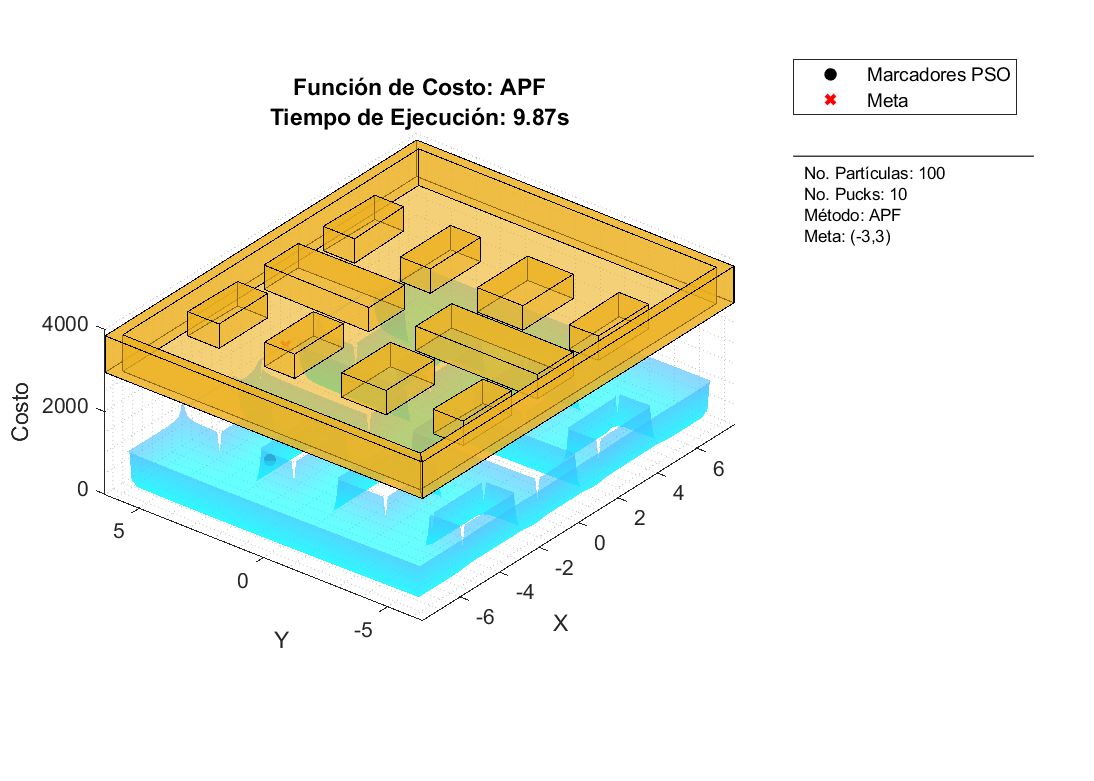 Función de Costo: APF
Tiempo de Ejecución: 9.87s
Marcadores PSO
Meta
No. Partículas: 100
No. Pucks: 10
Método: APF
Meta: (-3,3)
4000
2000
0
Costo
5
0
-5
Y
-6
-4
-2
0
2
4
6
X